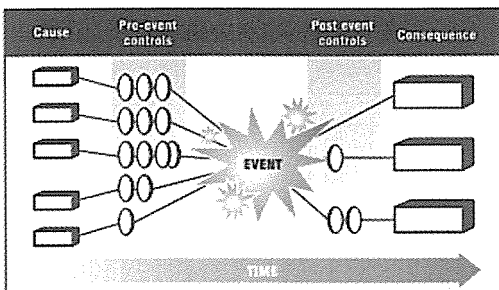 Cause
Pre-event
controls
Post event
controls
Consequence
EVENT
TIME